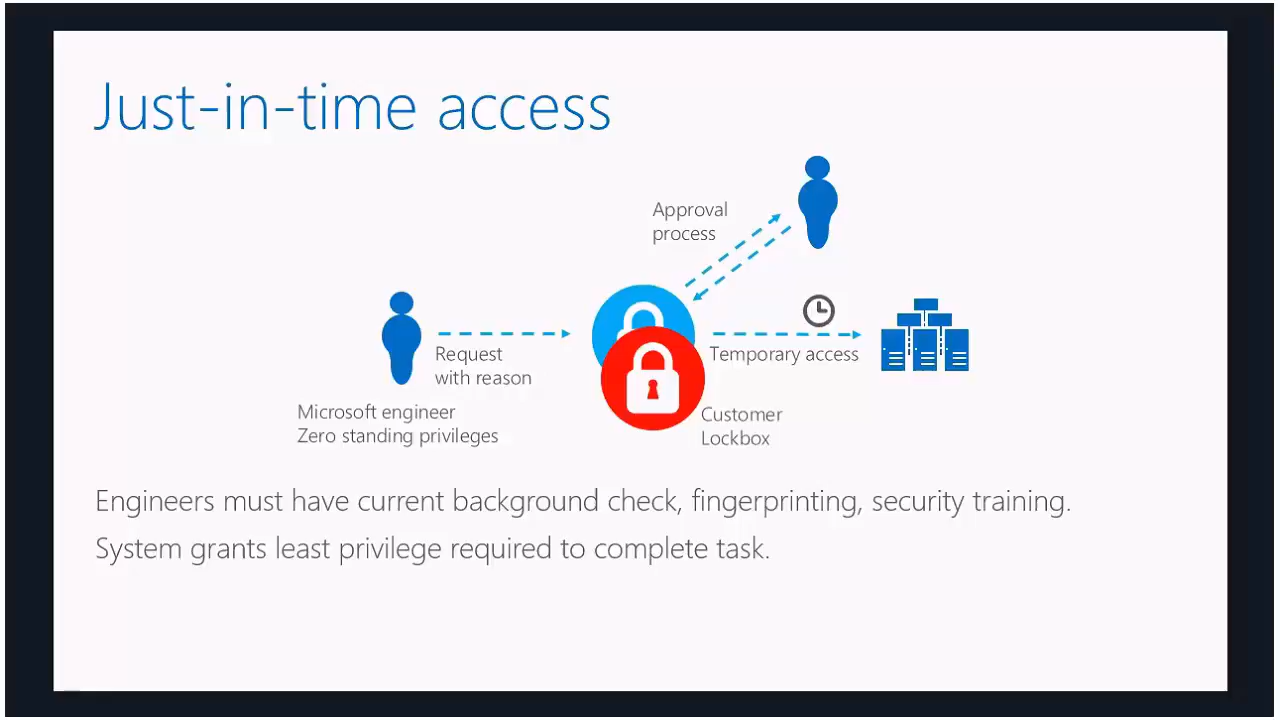 Just-in-time access
Approval
process
Request
with reason
Temporary access
Microsoft engineer
Zero standing privileges
Customer
Lockbox
Engineers must have current background check, fingerprinting, security training.
System grants least privilege required to complete task.